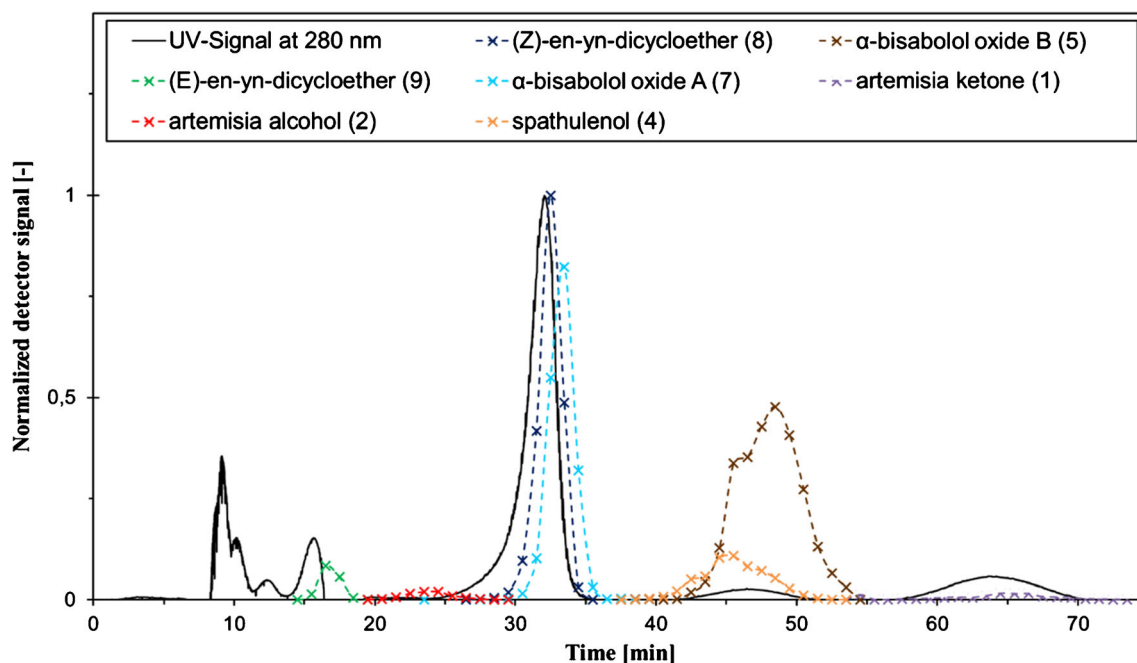 UV-Signal at 280 nm (Z)-en-yn-dicycloether (8) α-bisabolol oxide B (5)
(E)-en-yn-dicycloether (9) α-bisabolol oxide A (7) artemisia ketone (1)
artemisia alcohol (2) spathulenol (4)
Normalized detector signal [-]
1
0,5
0
0 10 20 30 40 50 60 70
Time [min]